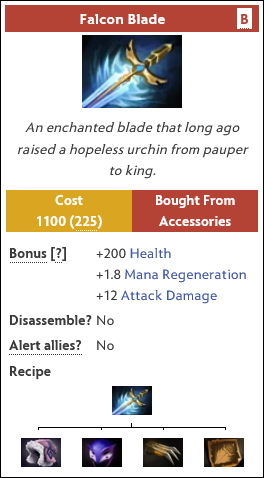 Falcon Blade B
An enchanted blade that long ago
raised a hopeless urchin from pauper
to king.
Cost
1100 (225)
Bought From
Accessories
Bonus [?] +200 Health
+1.8 Mana Regeneration
+12 Attack Damage
Disassemble? No
Alert allies? No
Recipe